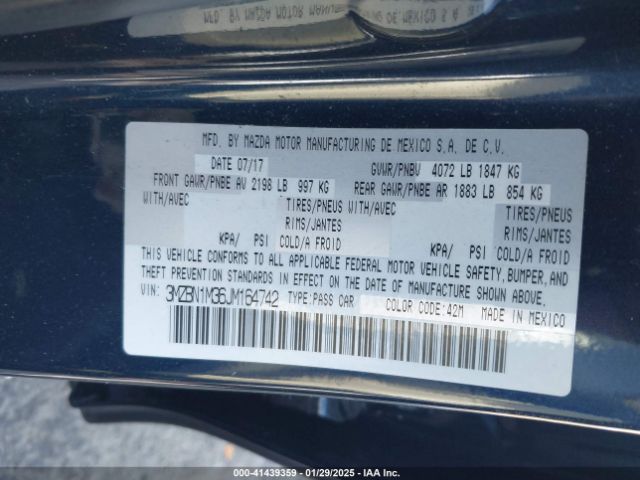 MFD. BY MAZDA MOTOR MANUFACTURING DE MEXICO S.A. DE C.V.
DATE 07/17 GVWR/PNBV 4072 LB 1847 KG
FRONT GAWR/PNBE AV 2198 LB 997 KG REAR GAWR/PNBE AR 1883 LB 854 KG
WITH/AVEC TIRES/PNEUS WITH/AVEC TIRES/PNEUS
RIMS/JANTES RIMS/JANTES
KPA/ PSI COLD/A FROID KPA/ PSI COLD/A FROID
THIS VEHICLE CONFORMS TO ALL APPLICABLE FEDERAL MOTOR VEHICLE SAFETY, BUMPER, AND
THEFT PREVENTION STANDARDS IN EFFECT ON THE DATE OF MANUFACTURE SHOWN ABOVE.
VIN: 3MZBN1M36JM164742 TYPE:PASS CAR COLOR CODE:42M MADE IN MEXICO
000-41439359 | 01/29/2025 | IAA Inc.